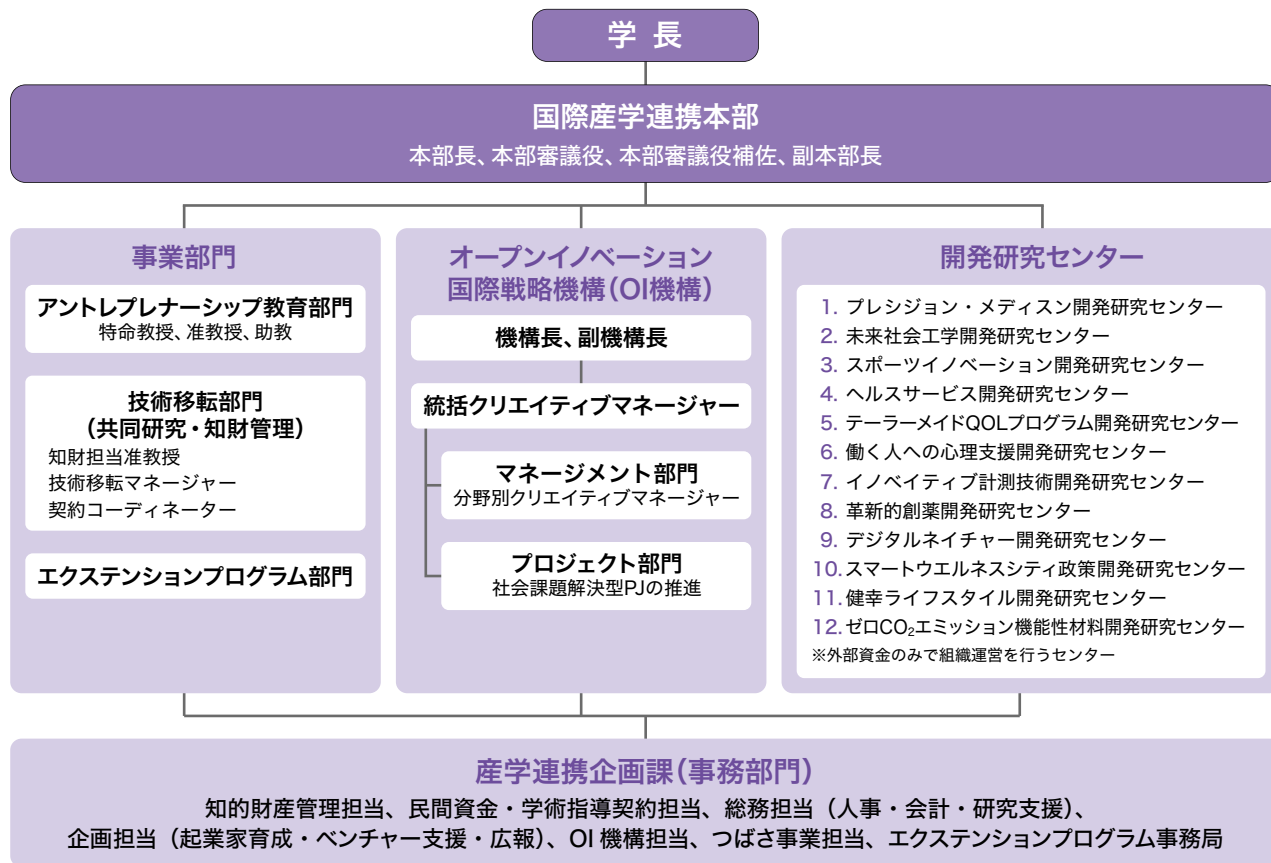 学 長
国際産学連携本部
本部長、本部審議役、本部審議役補佐、副本部長
事業部門
アントレプレナーシップ教育部門
特命教授、准教授、助教
技術移転部門
（共同研究・知財管理）
知財担当准教授
技術移転マネージャー
契約コーディネーター
エクステンションプログラム部門
オープンイノベーション
国際戦略機構（OI機構）
機構長、副機構長
統括クリエイティブマネージャー
マネージメント部門
分野別クリエイティブマネージャー
プロジェクト部門
社会課題解決型PJの推進
開発研究センター
1. プレシジョン・メディスン開発研究センター
2. 未来社会工学開発研究センター
3. スポーツイノベーション開発研究センター
4. ヘルスサービス開発研究センター
5. テーラーメイドQOLプログラム開発研究センター
6. 働く人への心理支援開発研究センター
7. イノベイティブ計測技術開発研究センター
8. 革新的創薬開発研究センター
9. デジタルネイチャー開発研究センター
10. スマートウエルネスシティ政策開発研究センター
11. 健幸ライフスタイル開発研究センター
12. ゼロCO₂エミッション機能性材料開発研究センター
※外部資金のみで組織運営を行うセンター
産学連携企画課（事務部門）
知的財産管理担当、民間資金・学術指導契約担当、総務担当（人事・会計・研究支援）、
企画担当（起業家育成・ベンチャー支援・広報）、OI 機構担当、つばさ事業担当、エクステンションプログラム事務局